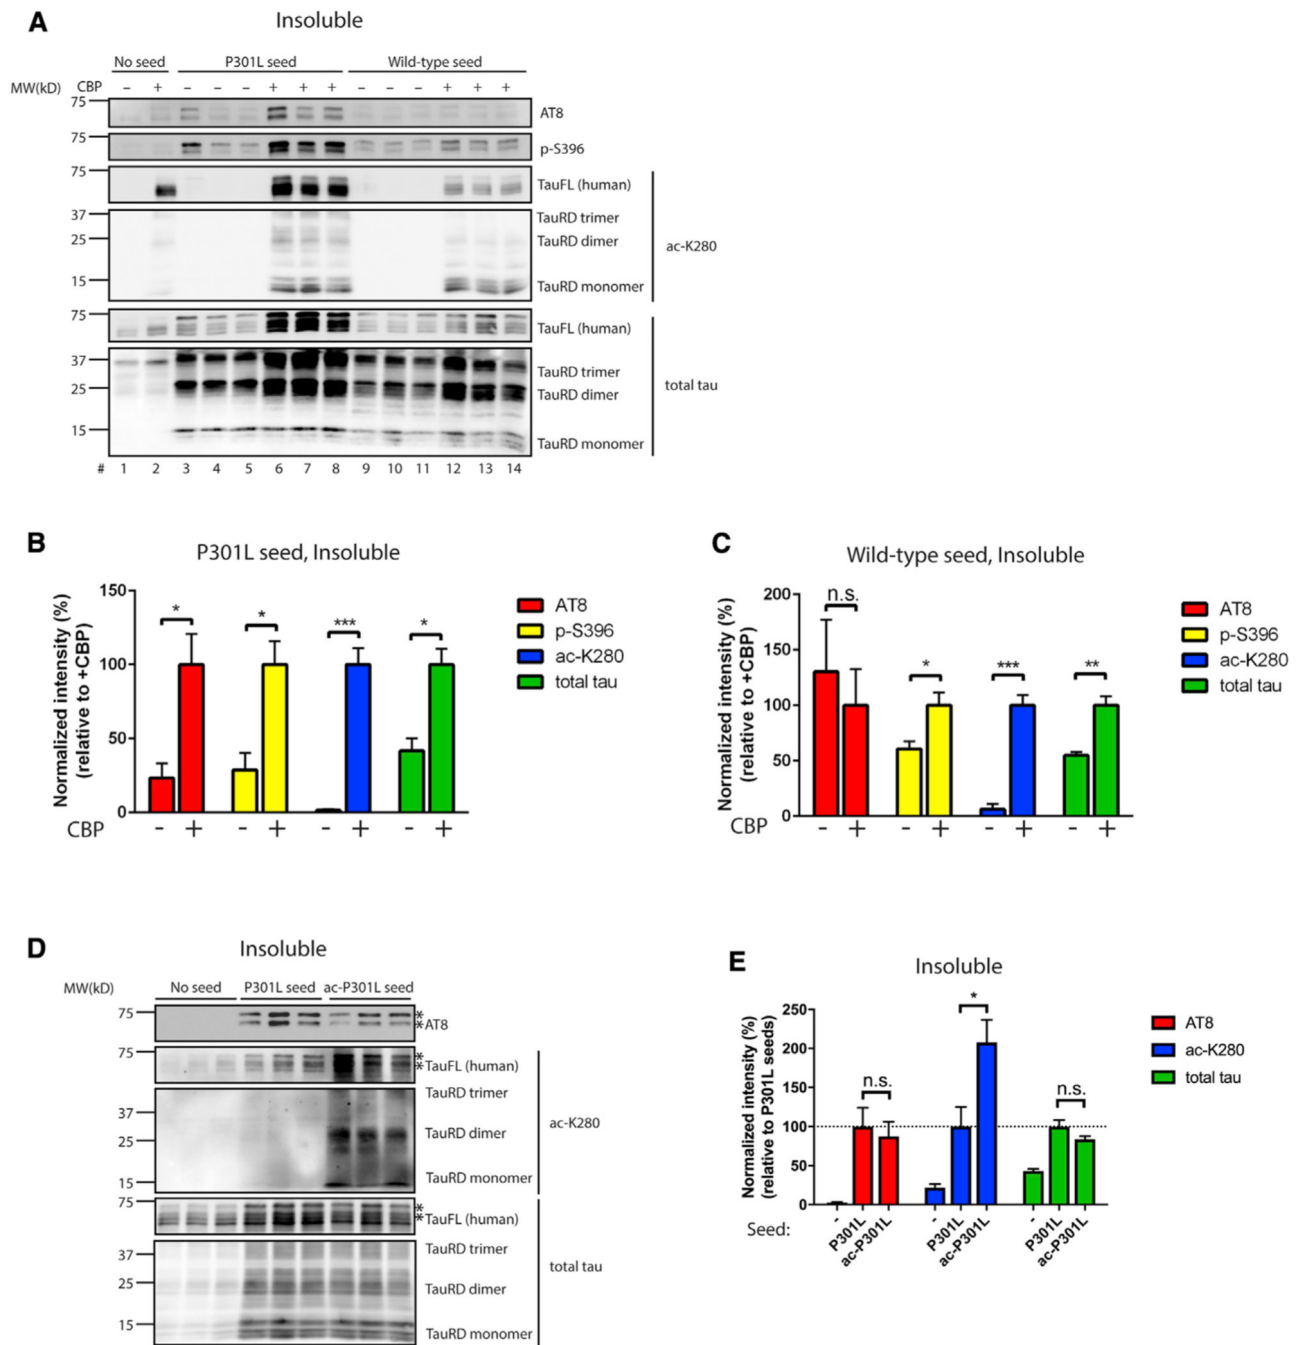 A
Insoluble
No seed P301L seed Wild-type seed
MW(kD) CBP - + - - - + + + - - - + + +
75 AT8
75 p-S396
75 TauFL (human)
37 TauRD trimer
25 TauRD dimer
ac-K280
15 TauRD monomer
75 TauFL (human)
37 TauRD trimer
total tau
25 TauRD dimer
15 TauRD monomer
# 1 2 3 4 5 6 7 8 9 10 11 12 13 14
B
P301L seed, Insoluble
Normalized intensity (%)
(relative to +CBP)
150
100
50
0
* * *** *
CBP - + - + - + - +
AT8
p-S396
ac-K280
total tau
C
Wild-type seed, Insoluble
Normalized intensity (%)
(relative to +CBP)
200
150
100
50
0
n.s. * *** **
CBP - + - + - + - +
AT8
p-S396
ac-K280
total tau
D
Insoluble
MW(kD) No seed P301L seed ac-P301L seed
75 *
* AT8
75 *
* TauFL (human)
TauRD trimer
37
ac-K280
25 TauRD dimer
15 TauRD monomer
75 *
* TauFL (human)
37 TauRD trimer
total tau
25 TauRD dimer
15 TauRD monomer
E
Insoluble
Normalized intensity (%)
(relative to P301L seeds)
250
200
150
100
50
0
n.s. * n.s.
Seed: - P301L ac-P301L - P301L ac-P301L - P301L ac-P301L
AT8
ac-K280
total tau